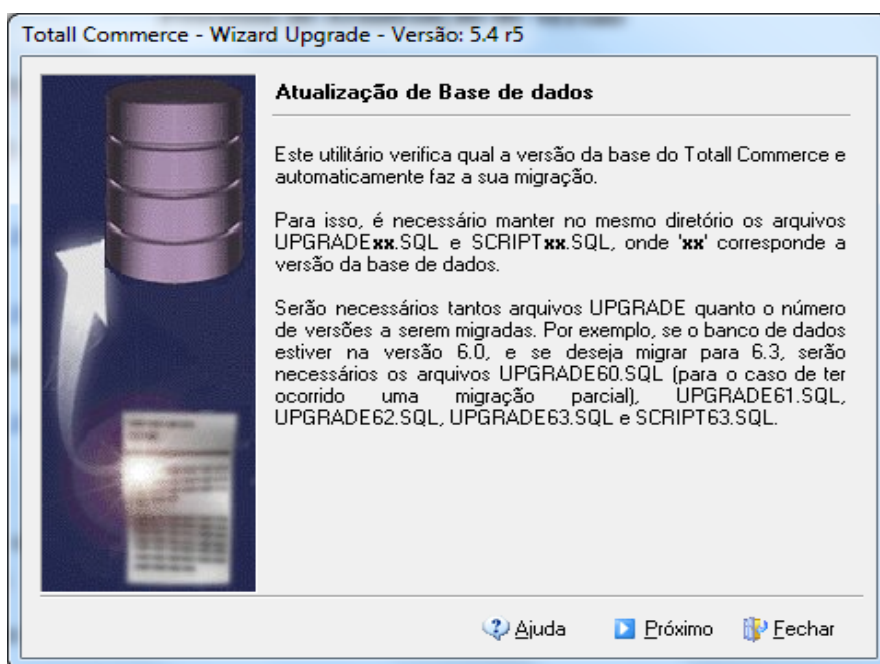 Totall Commerce - Wizard Upgrade - Versão: 5.4 r5
Atualização de Base de dados
Este utilitário verifica qual a versão da base do Totall Commerce e
automaticamente faz a sua migração.
Para isso, é necessário manter no mesmo diretório os arquivos
UPGRADExx.SQL e SCRIPTxx.SQL, onde 'xx' corresponde a
versão da base de dados.
Serão necessários tantos arquivos UPGRADE quanto o número
de versões a serem migradas. Por exemplo, se o banco de dados
estiver na versão 6.0, e se deseja migrar para 6.3, serão
necessários os arquivos UPGRADE60.SQL (para o caso de ter
ocorrido uma migração parcial), UPGRADE61.SQL,
UPGRADE62.SQL, UPGRADE63.SQL e SCRIPT63.SQL.
Ajuda Próximo Fechar